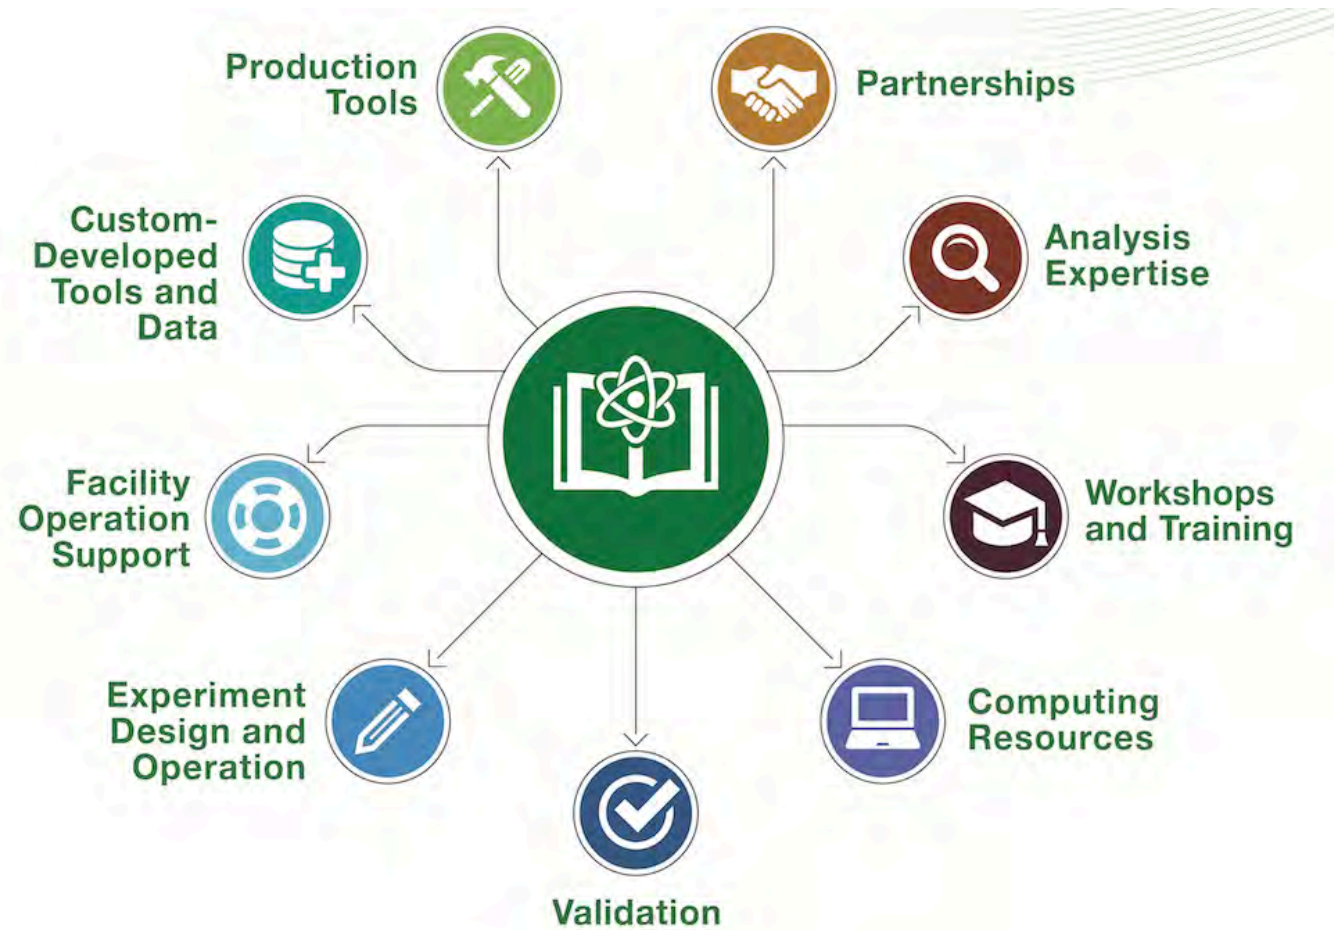 Production
Tools
Partnerships
Custom-
Developed
Tools and
Data
Analysis
Expertise
Facility
Operation
Support
Workshops
and Training
Experiment
Design and
Operation
Computing
Resources
Validation